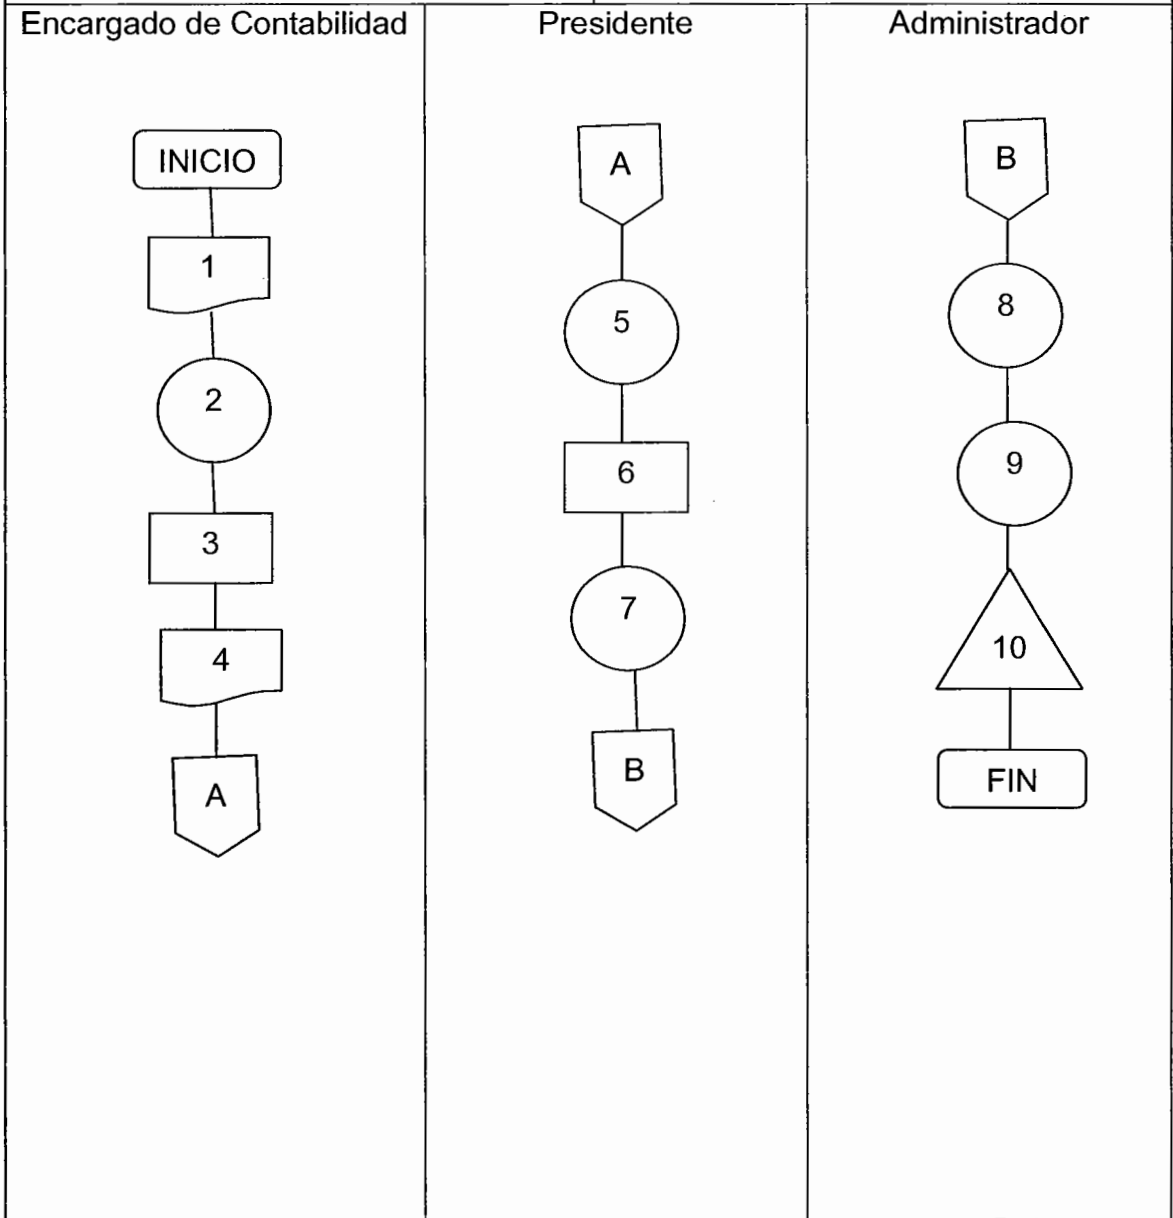 Encargado de Contabilidad
Presidente
Administrador
INICIO
1
2
3
4
A
A
5
6
7
B
B
8
9
10
FIN